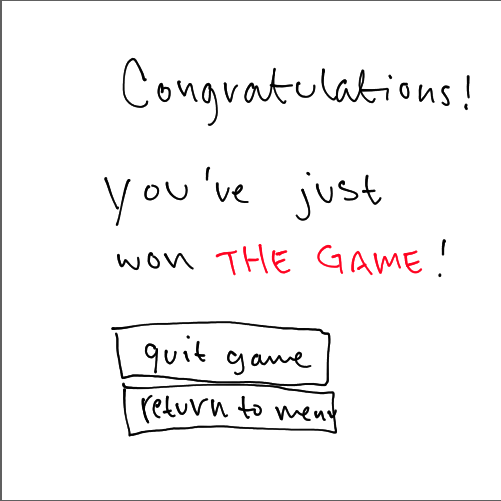 Congratulations!
you've just
won THE GAME!
quit game
return to menu